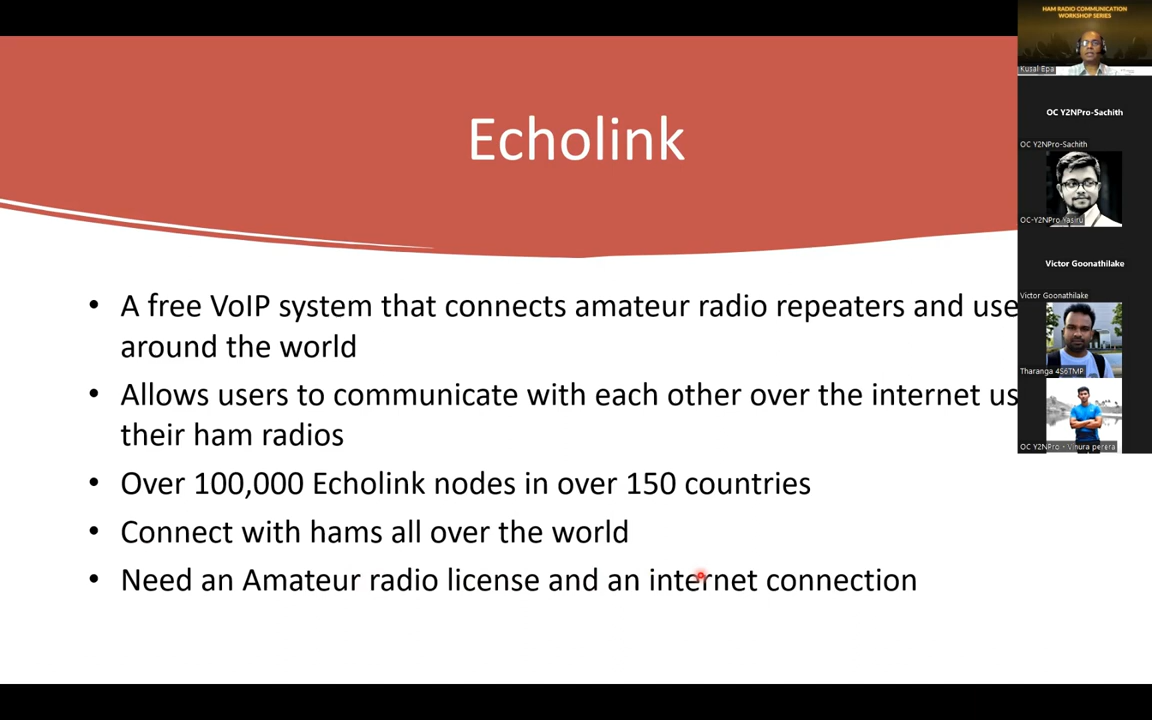 HAM RADIO COMMUNICATION
WORKSHOP SERIES
Kusal Epa
Echolink
OC Y2NPro-Sachith
OC Y2NPro-Sachith
OC-Y2NPro Yasiru
Victor Goonathilake
Victor Goonathilake
Tharanga 4S6TMP
OC Y2NPro - Vinura perera
• A free VoIP system that connects amateur radio repeaters and use
around the world
• Allows users to communicate with each other over the internet us
their ham radios
• Over 100,000 Echolink nodes in over 150 countries
• Connect with hams all over the world
• Need an Amateur radio license and an internet connection